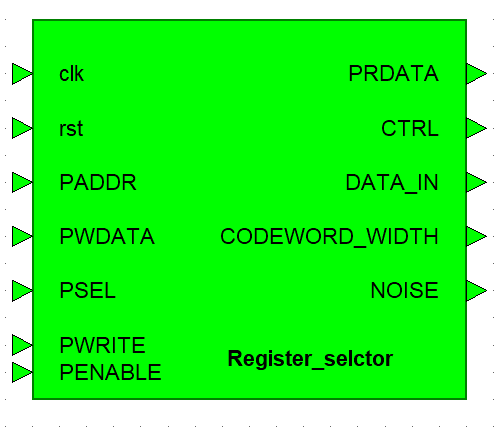 clk PRDATA
rst CTRL
PADDR DATA_IN
PWDATA CODEWORD_WIDTH
PSEL NOISE
PWRITE
Register_selctor
PENABLE